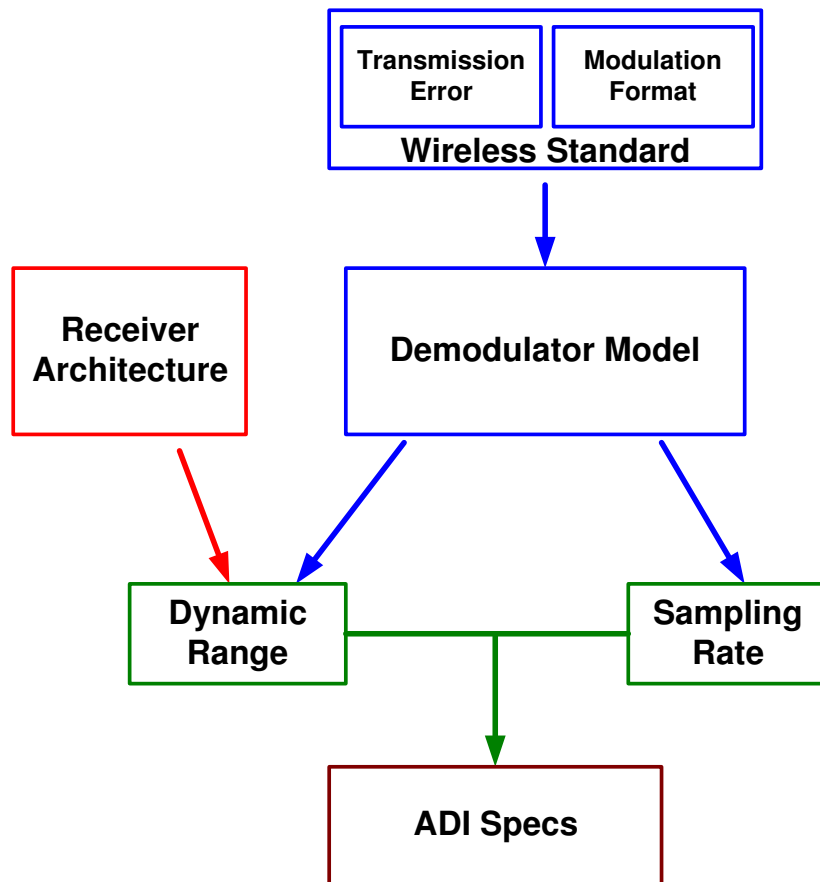 Transmission
Error
Modulation
Format
Wireless Standard
Receiver
Architecture
Demodulator Model
Dynamic
Range
Sampling
Rate
ADI Specs